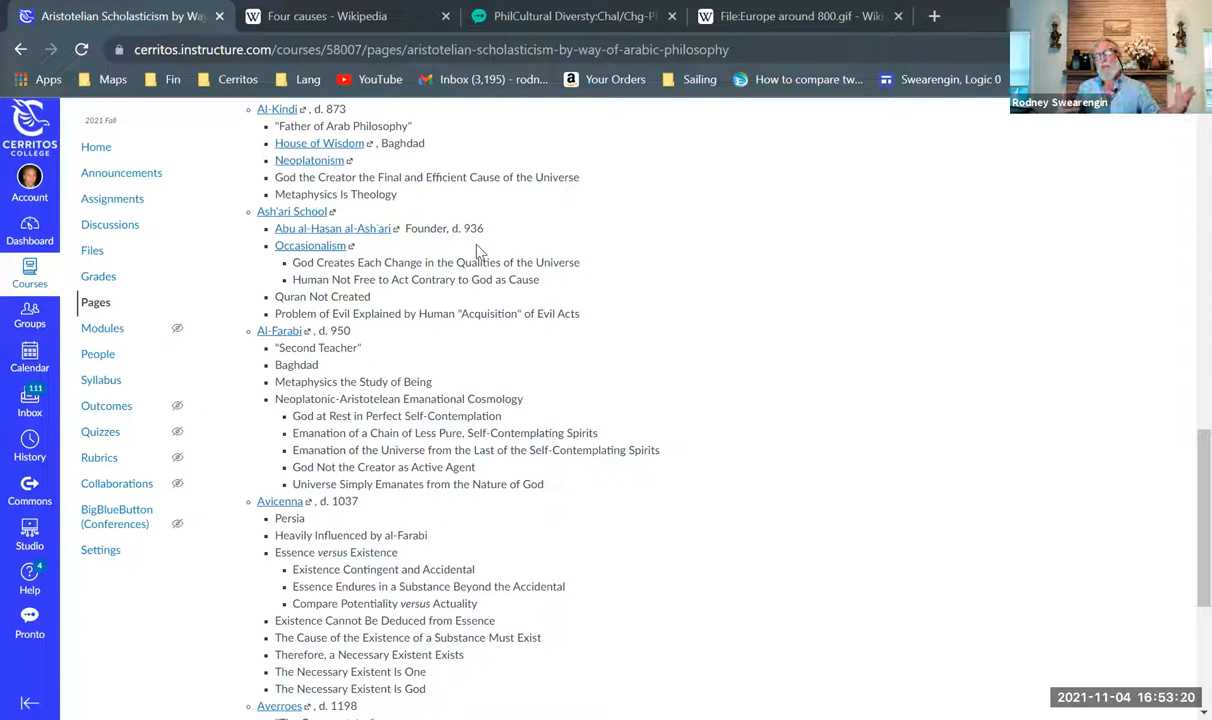 Aristotelian Scholasticism by Way
Four causes - Wikipedia
PhilCultural Diversty:Chal/Chg-P
File:Europe around 800.gif - Wiki
cerritos.instructure.com/courses/58007/pages/aristotelian-scholasticism-by-way-of-arabic-philosophy
Apps
Maps
Fin
Cerritos
Lang
YouTube
Inbox (3,195) - rodn...
Your Orders
Sailing
How to compare tw...
Swearengin, Logic 0
Rodney Swearengin
CERRITOS
COLLEGE
Account
Dashboard
Courses
Groups
Calendar
111
Inbox
History
Commons
Studio
4
Help
Pronto
2021 Fall
Home
Announcements
Assignments
Discussions
Files
Grades
Pages
Modules
People
Syllabus
Outcomes
Quizzes
Rubrics
Collaborations
BigBlueButton
(Conferences)
Settings
Al-Kindi , d. 873
"Father of Arab Philosophy"
House of Wisdom , Baghdad
Neoplatonism
God the Creator the Final and Efficient Cause of the Universe
Metaphysics Is Theology
Ash'ari School
Abu al-Hasan al-Ash'ari Founder, d. 936
Occasionalism
God Creates Each Change in the Qualities of the Universe
Human Not Free to Act Contrary to God as Cause
Quran Not Created
Problem of Evil Explained by Human "Acquisition" of Evil Acts
Al-Farabi , d. 950
"Second Teacher"
Baghdad
Metaphysics the Study of Being
Neoplatonic-Aristotelean Emanational Cosmology
God at Rest in Perfect Self-Contemplation
Emanation of a Chain of Less Pure, Self-Contemplating Spirits
Emanation of the Universe from the Last of the Self-Contemplating Spirits
God Not the Creator as Active Agent
Universe Simply Emanates from the Nature of God
Avicenna , d. 1037
Persia
Heavily Influenced by al-Farabi
Essence versus Existence
Existence Contingent and Accidental
Essence Endures in a Substance Beyond the Accidental
Compare Potentiality versus Actuality
Existence Cannot Be Deduced from Essence
The Cause of the Existence of a Substance Must Exist
Therefore, a Necessary Existent Exists
The Necessary Existent Is One
The Necessary Existent Is God
Averroes , d. 1198
2021-11-04 16:53:20